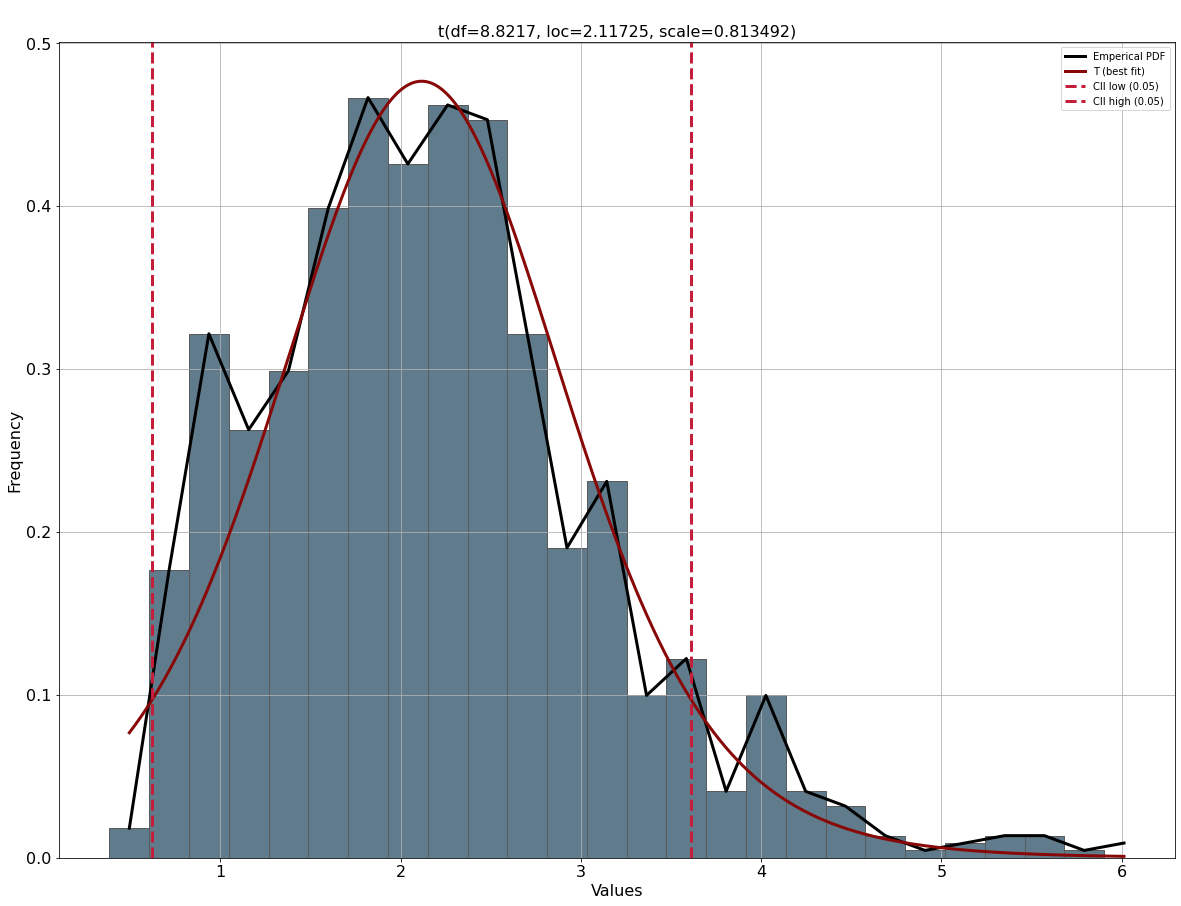 t(df=8.8217, loc=2.11725, scale=0.813492)
Emperical PDF
T (best fit)
CII low (0.05)
CII high (0.05)
0.5
0.4
0.3
0.2
0.1
0.0
Frequency
1 2 3 4 5 6
Values